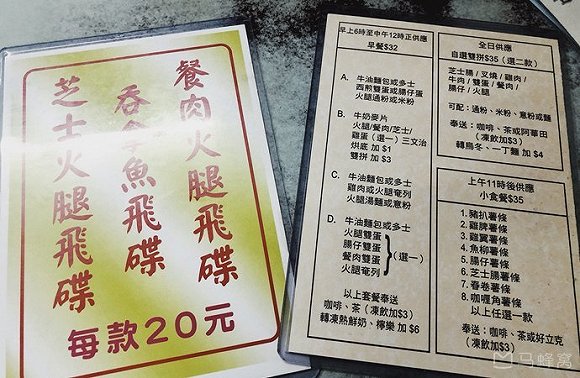 餐肉火腿飛碟
吞拿魚飛碟
芝士火腿飛碟
每款20元
早上6時至中午12時正供應
早餐$32
A. 牛油麵包或多士
西煎雙蛋或腸仔蛋
火腿通粉或米粉
B. 牛奶麥片
火腿/餐肉/芝士/
雞蛋(選一)三文治
烘底 加 $1
雙拼 加 $3
C. 牛油麵包或多士
雞肉或火腿奄列
火腿湯麵或意粉
D. 牛油麵包或多士
火腿雙蛋
腸仔雙蛋
餐肉雙蛋
火腿奄列
(選一)
以上套餐奉送
咖啡、茶(凍飲加$3)
轉凍熱鮮奶、檸樂 加 $6
全日供應
自選雙拼$35(選二款)
芝士腸/叉燒/雞肉/
牛肉/雙蛋/餐肉/
腸仔/火腿
可配:通粉、米粉、意粉或麵
奉送:咖啡、茶或阿華田
(凍飲加$3)
轉烏冬、一丁麵 加 $4
上午11時後供應
小食餐$35
1. 豬扒薯條
2. 雞脾薯條
3. 雞翼薯條
4. 魚柳薯條
5. 腸仔薯條
6. 芝士腸薯條
7. 春卷薯條
8. 咖喱角薯條
以上任選一款
奉送:咖啡、茶或好立克
(凍飲加$3)
马蜂窝